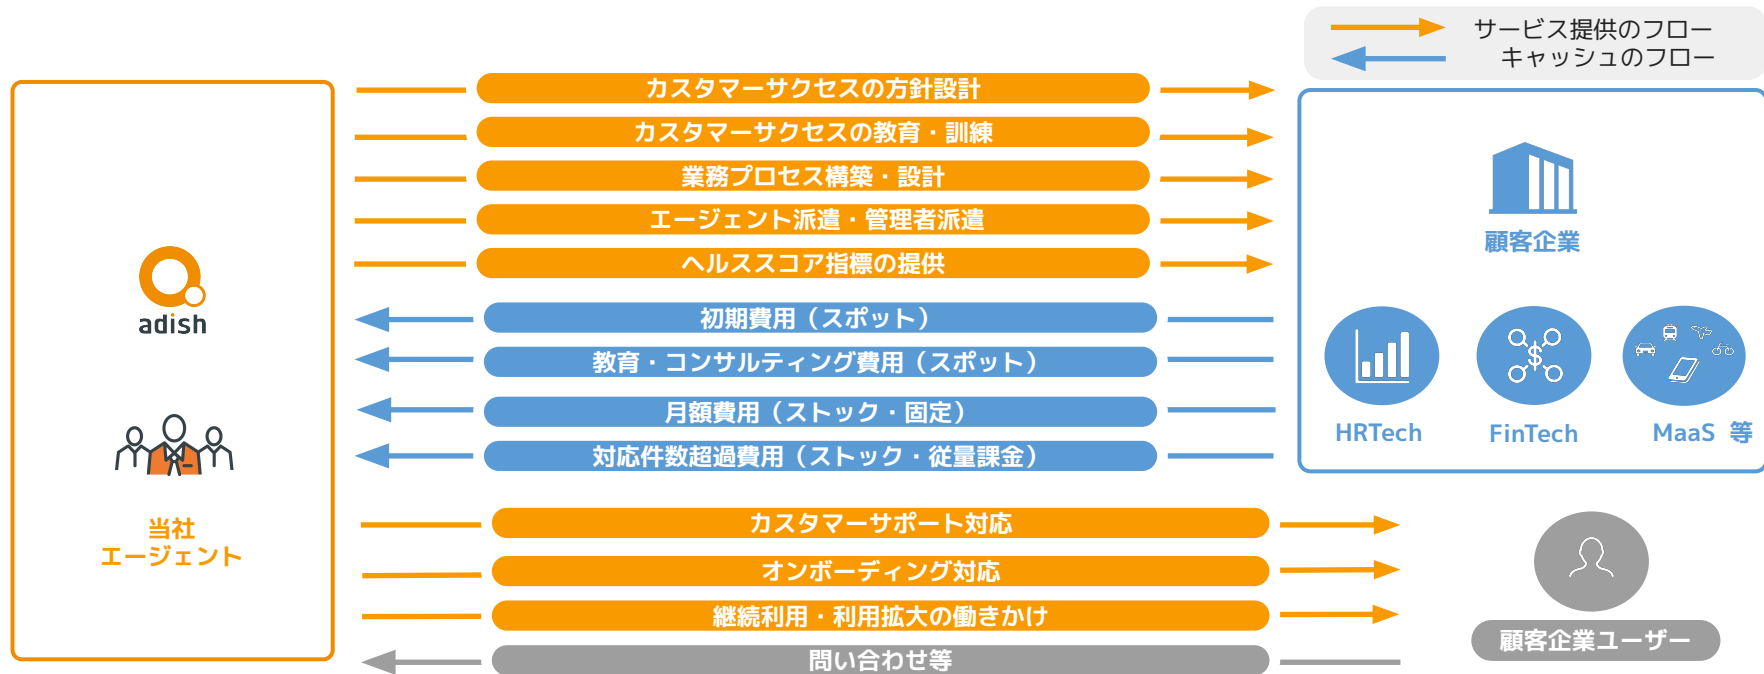 サービス提供のフロー
キャッシュのフロー
カスタマーサクセスの方針設計
カスタマーサクセスの教育・訓練
業務プロセス構築・設計
エージェント派遣・管理者派遣
ヘルススコア指標の提供
初期費用（スポット）
教育・コンサルティング費用（スポット）
月額費用（ストック・固定）
対応件数超過費用（ストック・従量課金）
カスタマーサポート対応
オンボーディング対応
継続利用・利用拡大の働きかけ
問い合わせ等
adish
当社
エージェント
顧客企業
$
HRTech
FinTech
MaaS 等
顧客企業ユーザー